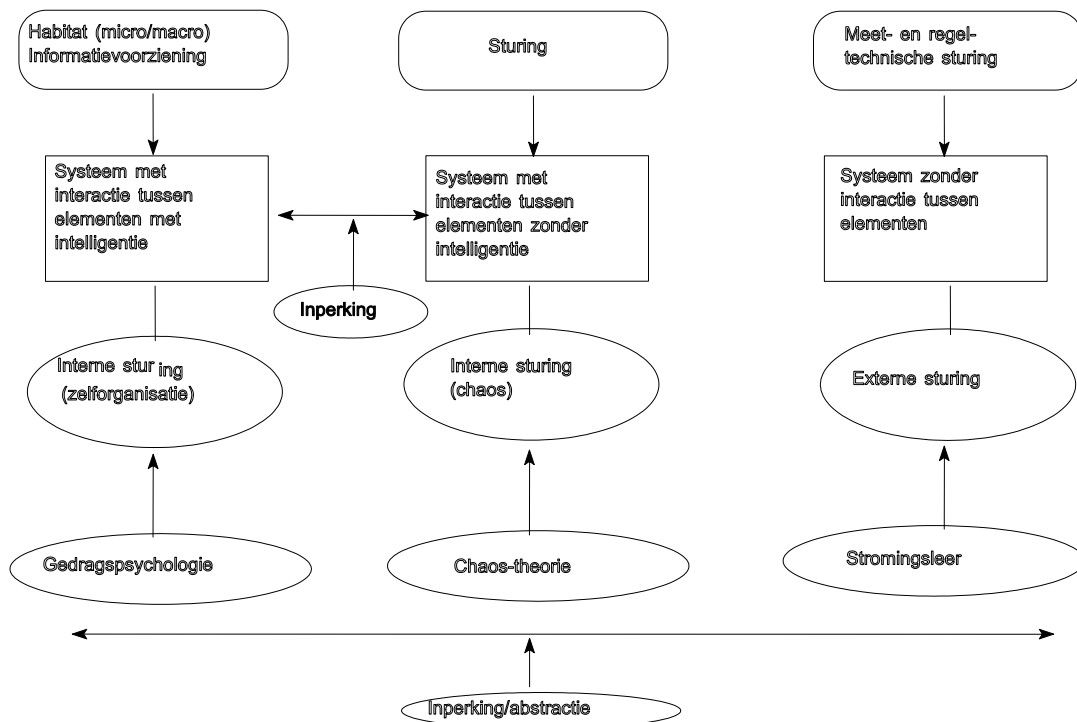 Habitat (micro/macro)
Informatievoorziening
Sturing
Meet- en regel-
technische sturing
Systeem met
interactie tussen
elementen met
intelligentie
Systeem met
interactie tussen
elementen zonder
intelligentie
Systeem zonder
interactie tussen
elementen
Inperking
Interne sturing
(zelforganisatie)
Interne sturing
(chaos)
Externe sturing
Gedragspsychologie
Chaos-theorie
Stromingsleer
Inperking/abstractie